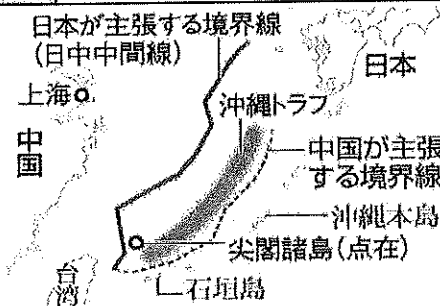 日本が主張する境界線
(日中中間線)
日本
上海
沖縄トラフ
中国
中国が主張
する境界線
沖縄本島
尖閣諸島(点在)
台湾
石垣島